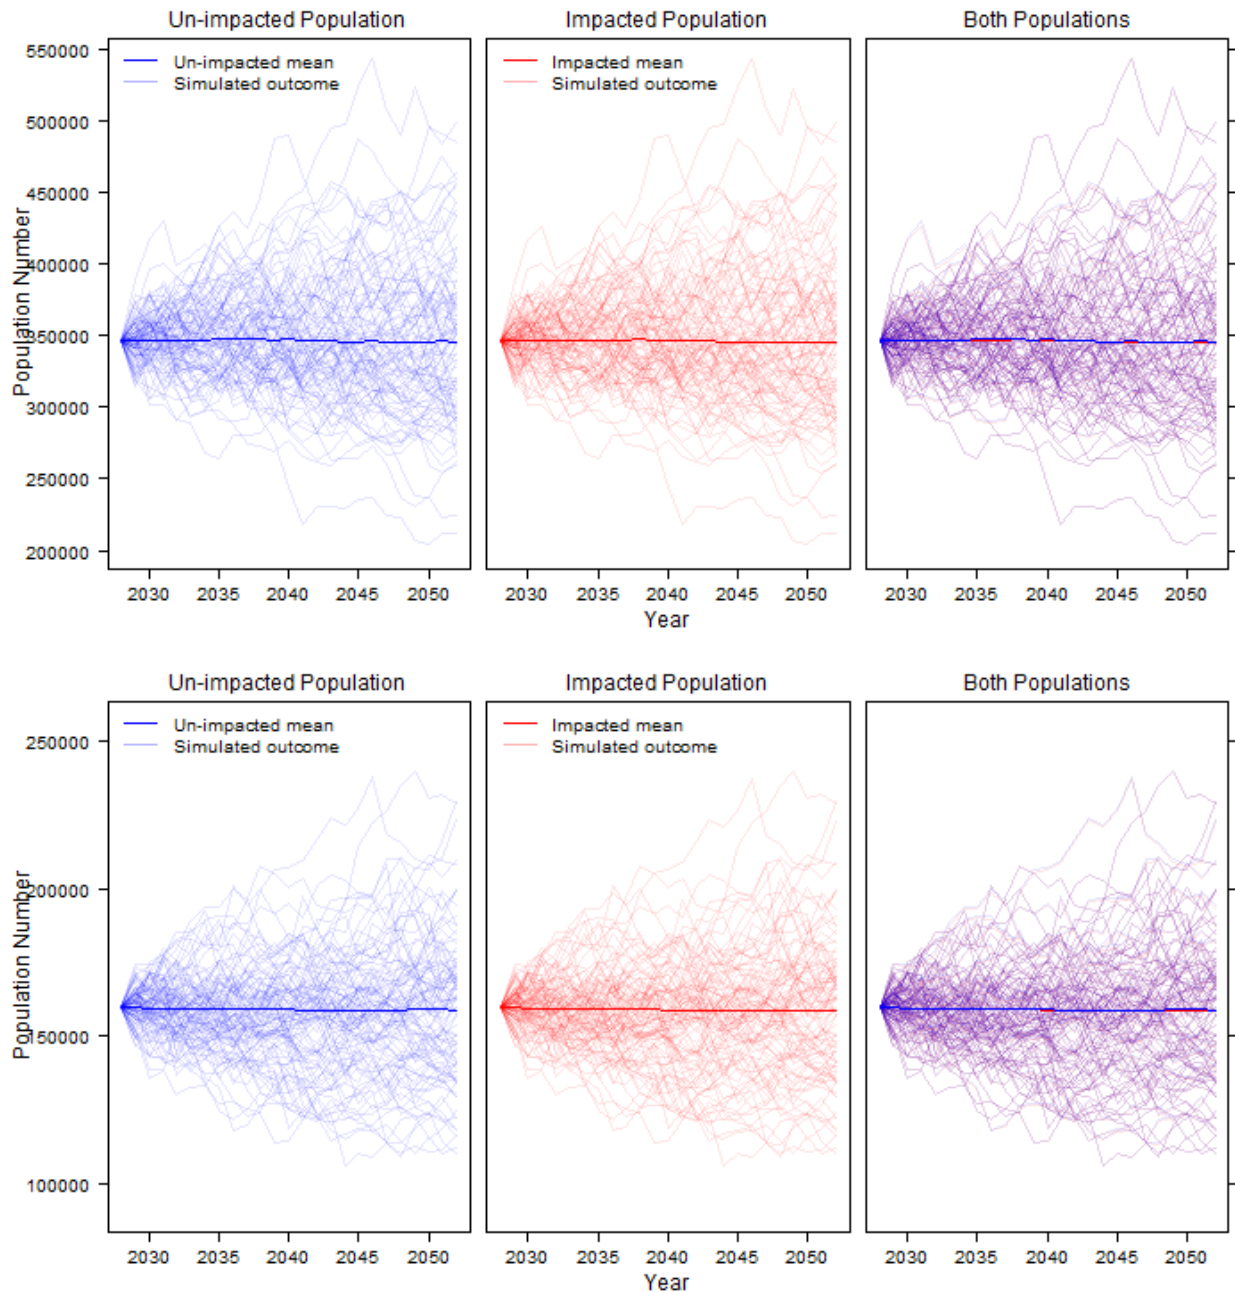 Un-impacted Population Impacted Population Both Populations
Un-impacted mean
Simulated outcome
Impacted mean
Simulated outcome
Population Number
550000
500000
450000
400000
350000
300000
250000
200000
2030 2035 2040 2045 2050 2030 2035 2040 2045 2050 2030 2035 2040 2045 2050
Year
Un-impacted Population Impacted Population Both Populations
Un-impacted mean
Simulated outcome
Impacted mean
Simulated outcome
Population Number
250000
200000
150000
100000
2030 2035 2040 2045 2050 2030 2035 2040 2045 2050 2030 2035 2040 2045 2050
Year